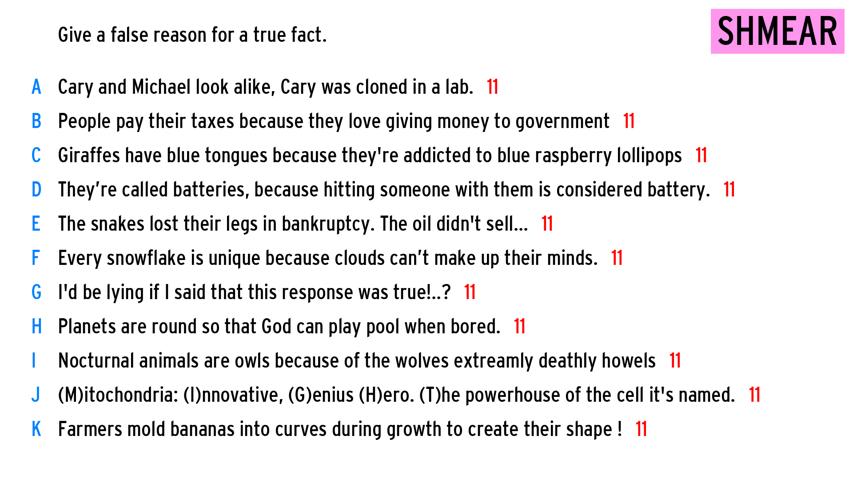 Give a false reason for a true fact.
SHMEAR
A Cary and Michael look alike, Cary was cloned in a lab. 11
B People pay their taxes because they love giving money to government 11
C Giraffes have blue tongues because they're addicted to blue raspberry lollipops 11
D They’re called batteries, because hitting someone with them is considered battery. 11
E The snakes lost their legs in bankruptcy. The oil didn't sell... 11
F Every snowflake is unique because clouds can’t make up their minds. 11
G I'd be lying if I said that this response was true!..? 11
H Planets are round so that God can play pool when bored. 11
I Nocturnal animals are owls because of the wolves extreamly deathly howels 11
J (M)itochondria: (I)nnovative, (G)enius (H)ero. (T)he powerhouse of the cell it's named. 11
K Farmers mold bananas into curves during growth to create their shape ! 11